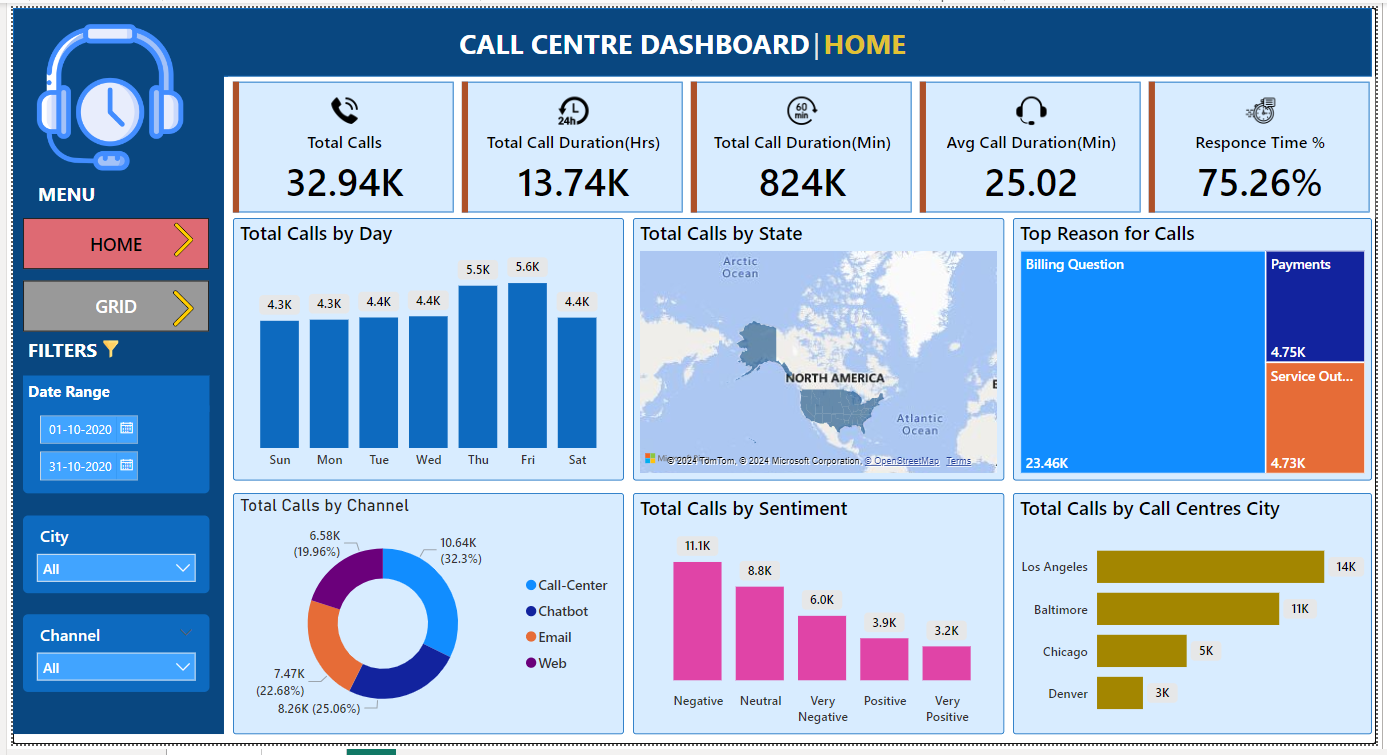 CALL CENTRE DASHBOARD|HOME
MENU
HOME
GRID
FILTERS
Date Range
01-10-2020
31-10-2020
City
All
Channel
All
Total Calls
32.94K
24h
Total Call Duration(Hrs)
13.74K
60
min
Total Call Duration(Min)
824K
Avg Call Duration(Min)
25.02
Responce Time %
75.26%
Total Calls by Day
4.3K
4.3K
4.4K
4.4K
5.5K
5.6K
4.4K
Sun
Mon
Tue
Wed
Thu
Fri
Sat
Total Calls by State
Arctic
Ocean
NORTH AMERICA
E
Atlantic
Ocean
© 2024 TomTom, © 2024 Microsoft Corporation, © OpenStreetMap Terms
Top Reason for Calls
Billing Question
23.46K
Payments
4.75K
Service Out...
4.73K
Total Calls by Channel
6.58K
(19.96%)
10.64K
(32.3%)
7.47K
(22.68%)
8.26K (25.06%)
Call-Center
Chatbot
Email
Web
Total Calls by Sentiment
11.1K
8.8K
6.0K
3.9K
3.2K
Negative
Neutral
Very
Negative
Positive
Very
Positive
Total Calls by Call Centres City
Los Angeles
14K
Baltimore
11K
Chicago
5K
Denver
3K